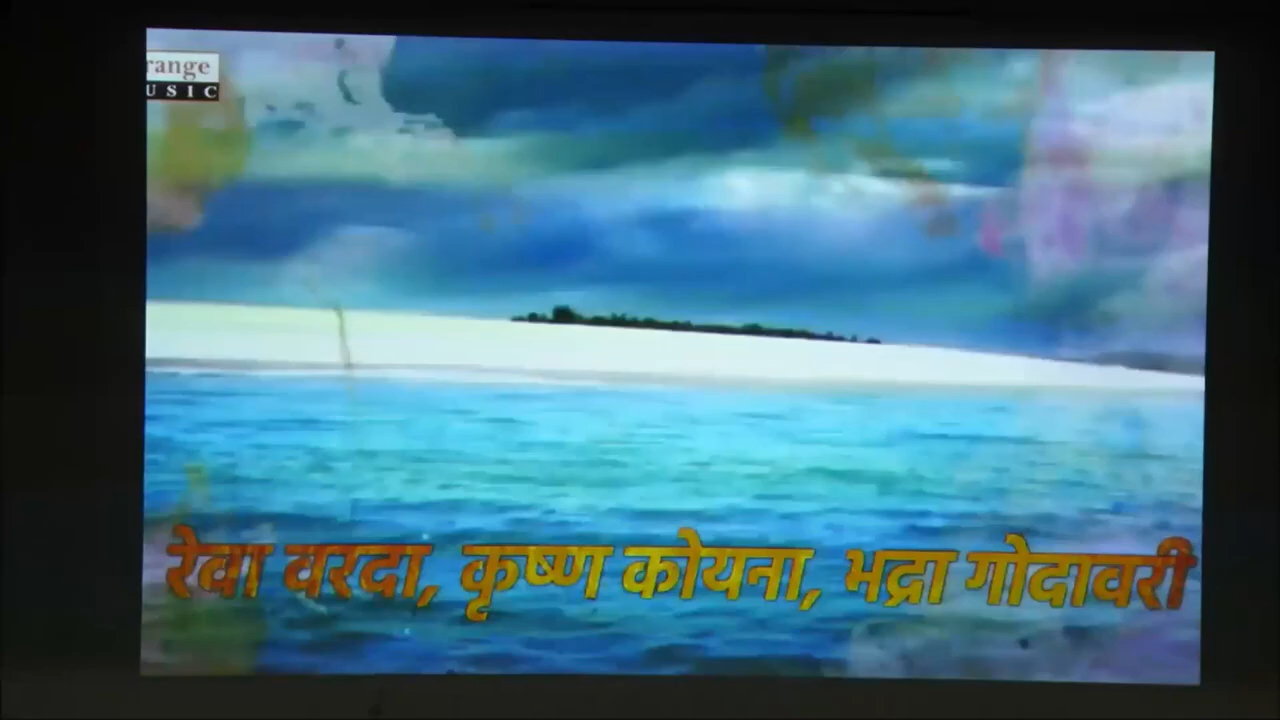 range
USIC
रेवा वरदा, कृष्ण कोयना, भद्रा गोदावरी